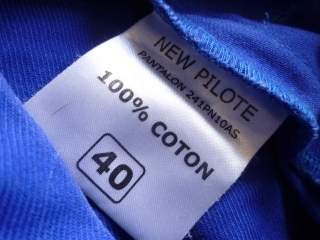 NEW PILOTE
PANTALON 241PN10AS
100% COTON
40